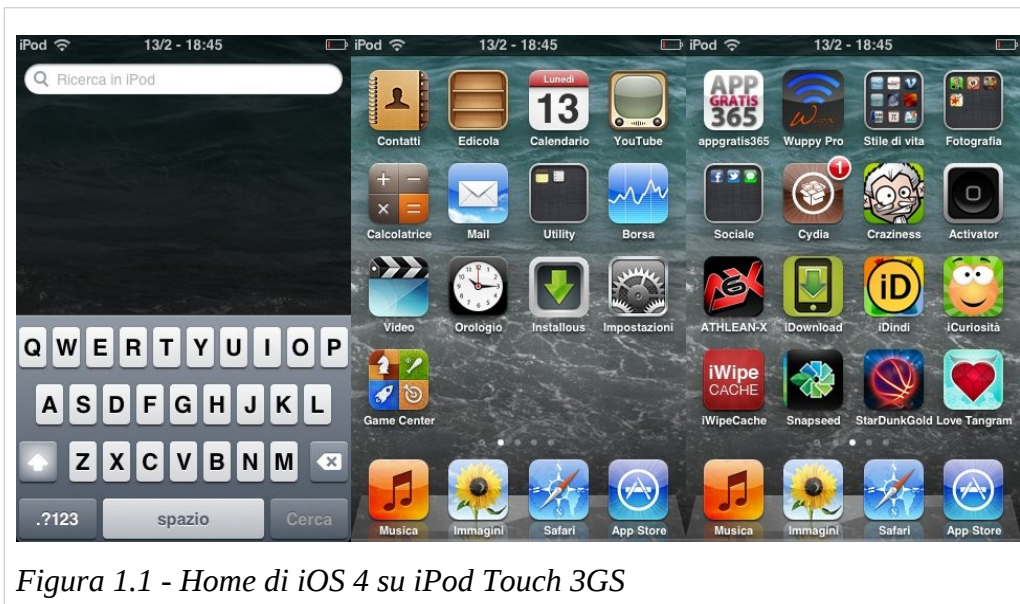 iPod 13/2 - 18:45
Ricerca in iPod
Q W E R T Y U I O P
A S D F G H J K L
Z X C V B N M
.?123 spazio Cerca
iPod 13/2 - 18:45
Lunedì
13
Contatti Edicola Calendario YouTube
Calcolatrice Mail Utility Borsa
Video Orologio Installous Impostazioni
Game Center
Musica Immagini Safari App Store
iPod 13/2 - 18:45
APP
GRATIS
365
appgratis365 Wuppy Pro Stile di vita Fotografia
1
Sociale Cydia Craziness Activator
iD
ATHLEAN-X iDownload iDindi iCuriosità
iWipe
CACHE
iWipeCache Snapseed StarDunkGold Love Tangram
Musica Immagini Safari App Store
Figura 1.1 - Home di iOS 4 su iPod Touch 3GS